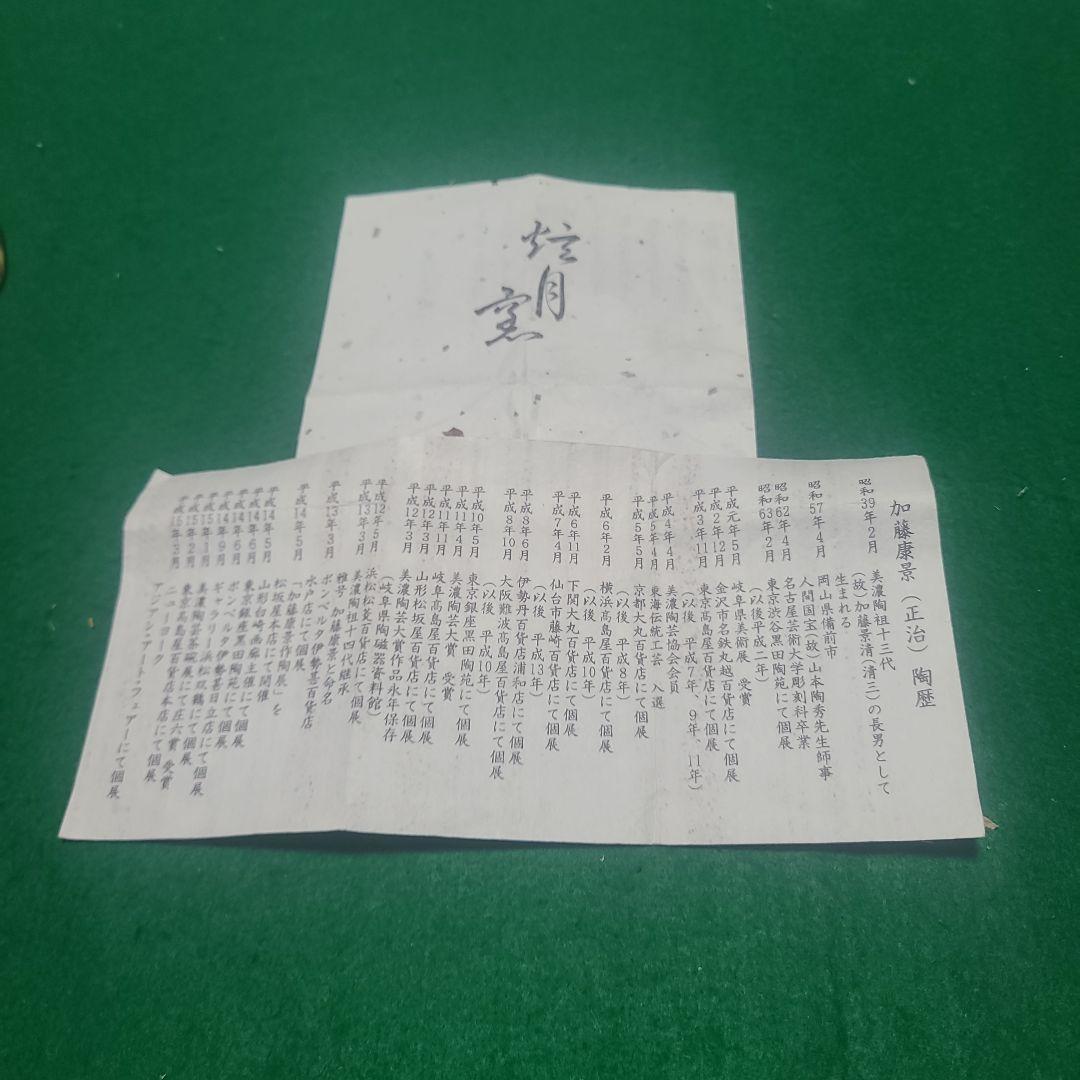 月
窯
加藤康景（正治）陶歴
昭和39年2月 美濃陶祖十三代
（故）加藤景清（清三）の長男として
生まれる
昭和57年4月 岡山県備前市
人間国宝（故）山本陶秀先生師事
昭和62年4月 名古屋芸術大学彫刻科卒業
昭和63年2月 東京渋谷黒田陶苑にて個展
（以後平成二年）
平成元年5月 岐阜県美術展 受賞
平成2年12月 金沢市名鉄丸越百貨店にて個展
平成3年11月 東京髙島屋百貨店にて個展
（以後 平成7年、9年、11年）
平成4年4月 美濃陶芸協会会員
平成5年4月 東海伝統工芸 入選
平成5年5月 京都大丸百貨店にて個展
（以後 平成8年）
平成6年2月 横浜髙島屋百貨店にて個展
（以後 平成10年）
平成6年11月 下関大丸百貨店にて個展
平成7年4月 仙台市藤崎百貨店にて個展
（以後 平成13年）
平成8年6月 伊勢丹百貨店浦和店にて個展
平成8年10月 大阪難波髙島屋百貨店にて個展
（以後 平成10年）
平成10年5月 東京銀座黒田陶苑にて個展
平成11年4月 美濃陶芸大賞 受賞
平成11年11月 岐阜髙島屋百貨店にて個展
平成12年3月 山形松坂屋百貨店にて個展
平成12年3月 美濃陶芸大賞作品永年保存
（岐阜県陶磁器資料館）
平成12年5月 浜松松菱百貨店にて個展
平成13年3月 美濃陶祖十四代継承
雅号 加藤康景と命名
平成13年3月 ボンベルタ伊勢甚百貨店
水戸店にて個展
平成14年5月 「加藤康景作陶展」を
松坂屋本店にて開催
平成14年5月 山形白崎画廊主催にて個展
平成14年6月 東京銀座黒田陶苑にて個展
平成14年6月 ボンベルタ伊勢甚日立店にて個展
平成14年9月 ギャラリー浜松双鶴にて個展
平成15年1月 美濃陶芸茶碗展にて庄六賞 受賞
平成15年2月 東京髙島屋百貨店本店にて個展
平成15年3月 ニューヨーク
アンアジアン・アート・フェアーにて個展